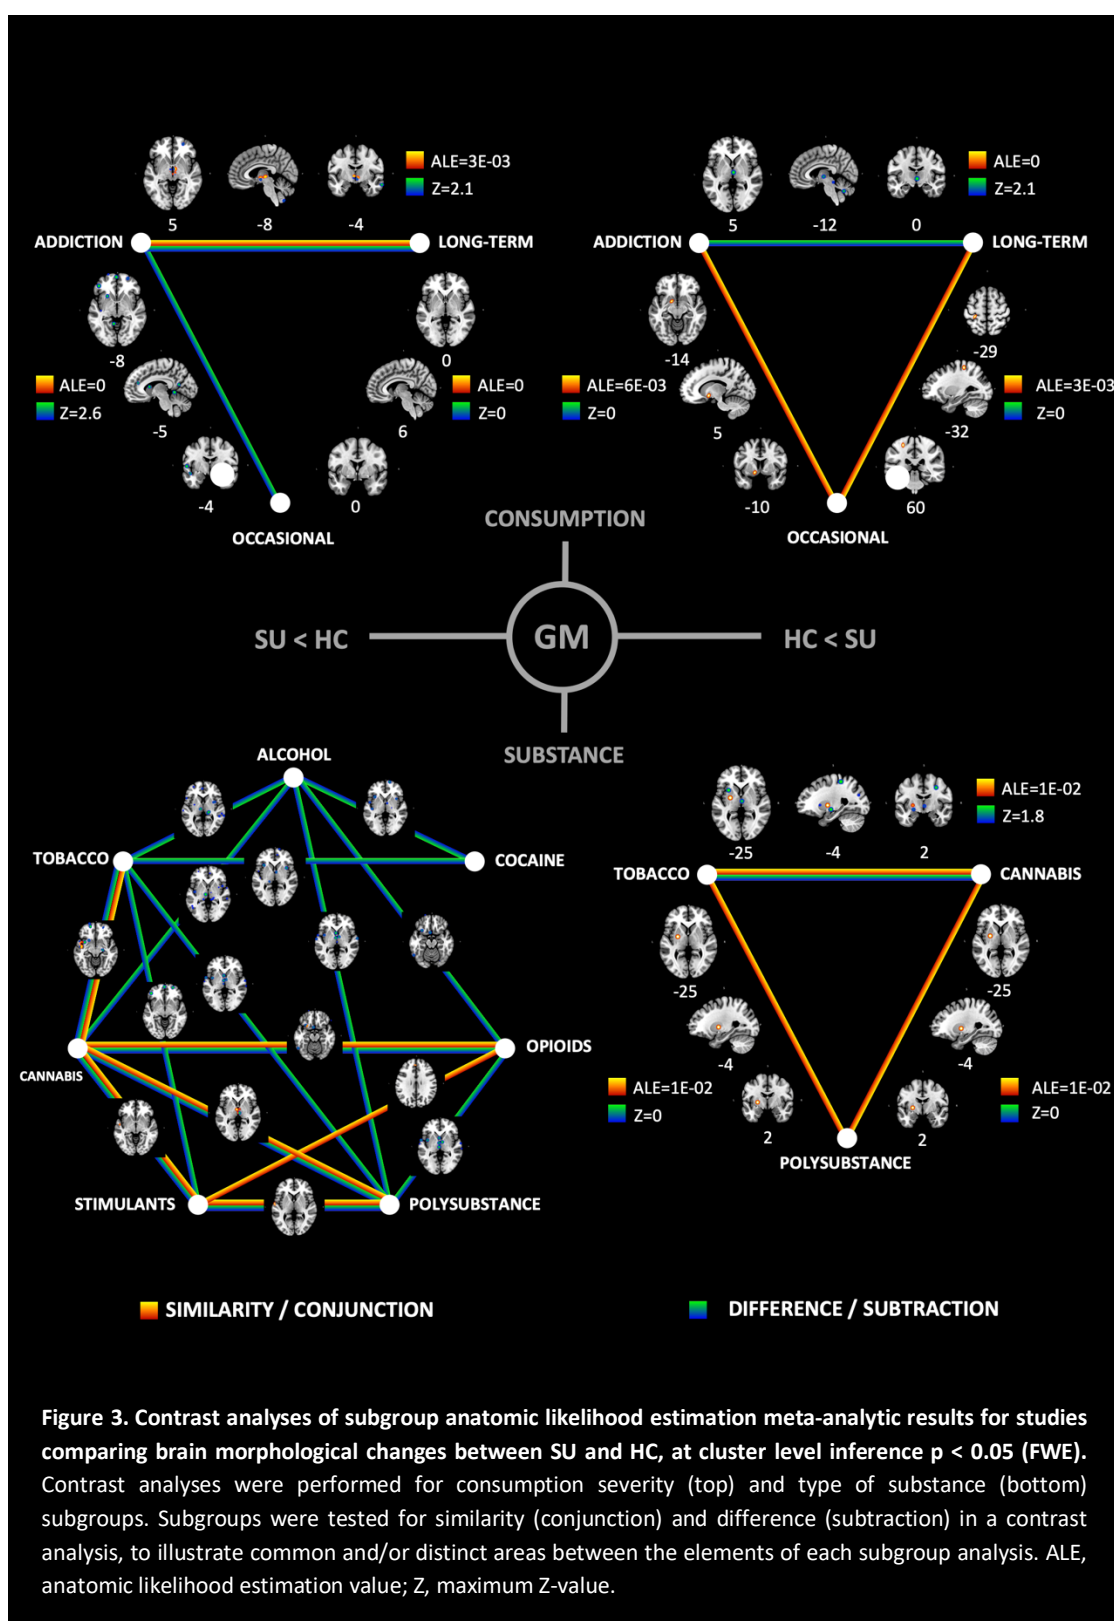 ALE=3E-03
Z=2.1
5
-8
-4
ADDICTION
LONG-TERM
-8
0
ALE=0
Z=2.6
ALE=0
Z=0
-5
6
-4
0
OCCASIONAL
ALE=0
Z=2.1
5
-12
0
ADDICTION
LONG-TERM
-14
-29
ALE=6E-03
Z=0
ALE=3E-03
Z=0
5
-32
-10
60
OCCASIONAL
CONSUMPTION
SU < HC
GM
HC < SU
SUBSTANCE
ALCOHOL
TOBACCO
COCAINE
CANNABIS
OPIOIDS
STIMULANTS
POLYSUBSTANCE
ALE=1E-02
Z=1.8
-25
-4
2
TOBACCO
CANNABIS
-25
-25
-4
-4
ALE=1E-02
Z=0
ALE=1E-02
Z=0
2
2
POLYSUBSTANCE
SIMILARITY / CONJUNCTION
DIFFERENCE / SUBTRACTION
Figure 3. Contrast analyses of subgroup anatomic likelihood estimation meta-analytic results for studies
comparing brain morphological changes between SU and HC, at cluster level inference p < 0.05 (FWE).
Contrast analyses were performed for consumption severity (top) and type of substance (bottom)
subgroups. Subgroups were tested for similarity (conjunction) and difference (subtraction) in a contrast
analysis, to illustrate common and/or distinct areas between the elements of each subgroup analysis. ALE,
anatomic likelihood estimation value; Z, maximum Z-value.